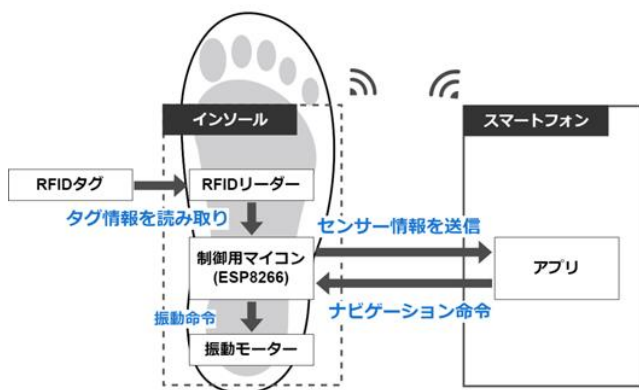 インソール
スマートフォン
RFIDタグ
RFIDリーダー
タグ情報を読み取り
センサー情報を送信
制御用マイコン
(ESP8266)
アプリ
ナビゲーション命令
振動命令
振動モーター